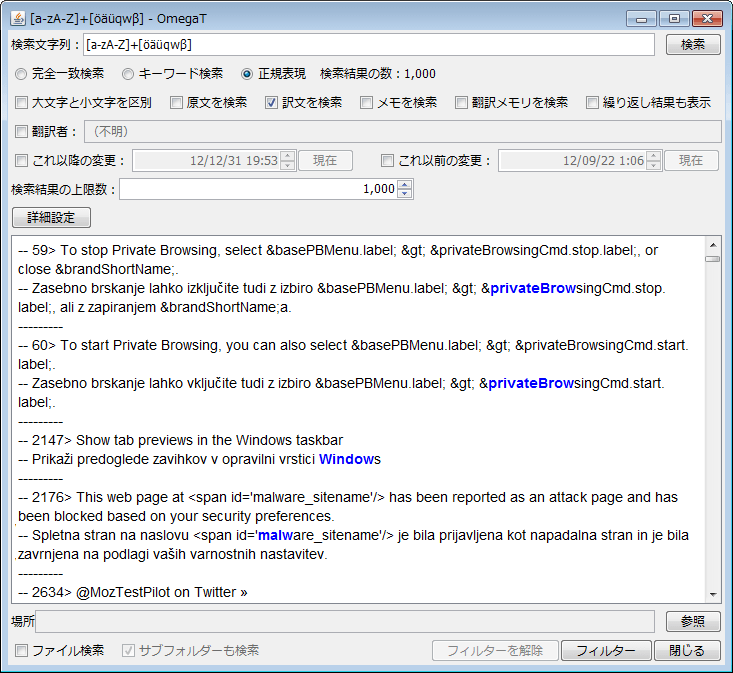 [a-zA-Z]+[öäüqwβ] - OmegaT
検索文字列： [a-zA-Z]+[öäüqwβ] 検索
完全一致検索 キーワード検索 正規表現 検索結果の数：1,000
大文字と小文字を区別 原文を検索 訳文を検索 メモを検索 翻訳メモリを検索 繰り返し結果も表示
翻訳者： （不明）
これ以降の変更： 12/12/31 19:53 現在 これ以前の変更： 12/09/22 1:06 現在
検索結果の上限数： 1,000
詳細設定
-- 59> To stop Private Browsing, select &basePBMenu.label; &gt; &privateBrowsingCmd.stop.label;, or
close &brandShortName;.
-- Zasebno brskanje lahko izključite tudi z izbiro &basePBMenu.label; &gt; &privateBrowsingCmd.stop.
label;, ali z zapiranjem &brandShortName;a.
---------
-- 60> To start Private Browsing, you can also select &basePBMenu.label; &gt; &privateBrowsingCmd.start.
label;.
-- Zasebno brskanje lahko vključite tudi z izbiro &basePBMenu.label; &gt; &privateBrowsingCmd.start.
label;.
---------
-- 2147> Show tab previews in the Windows taskbar
-- Prikaži predoglede zavihkov v opravilni vrstici Windows
---------
-- 2176> This web page at <span id='malware_sitename'/> has been reported as an attack page and has
been blocked based on your security preferences.
-- Spletna stran na naslovu <span id='malware_sitename'/> je bila prijavljena kot napadalna stran in je bila
zavrnjena na podlagi vaših varnostnih nastavitev.
---------
-- 2634> @MozTestPilot on Twitter »
場所 参照
ファイル検索 サブフォルダーも検索 フィルターを解除 フィルター 閉じる